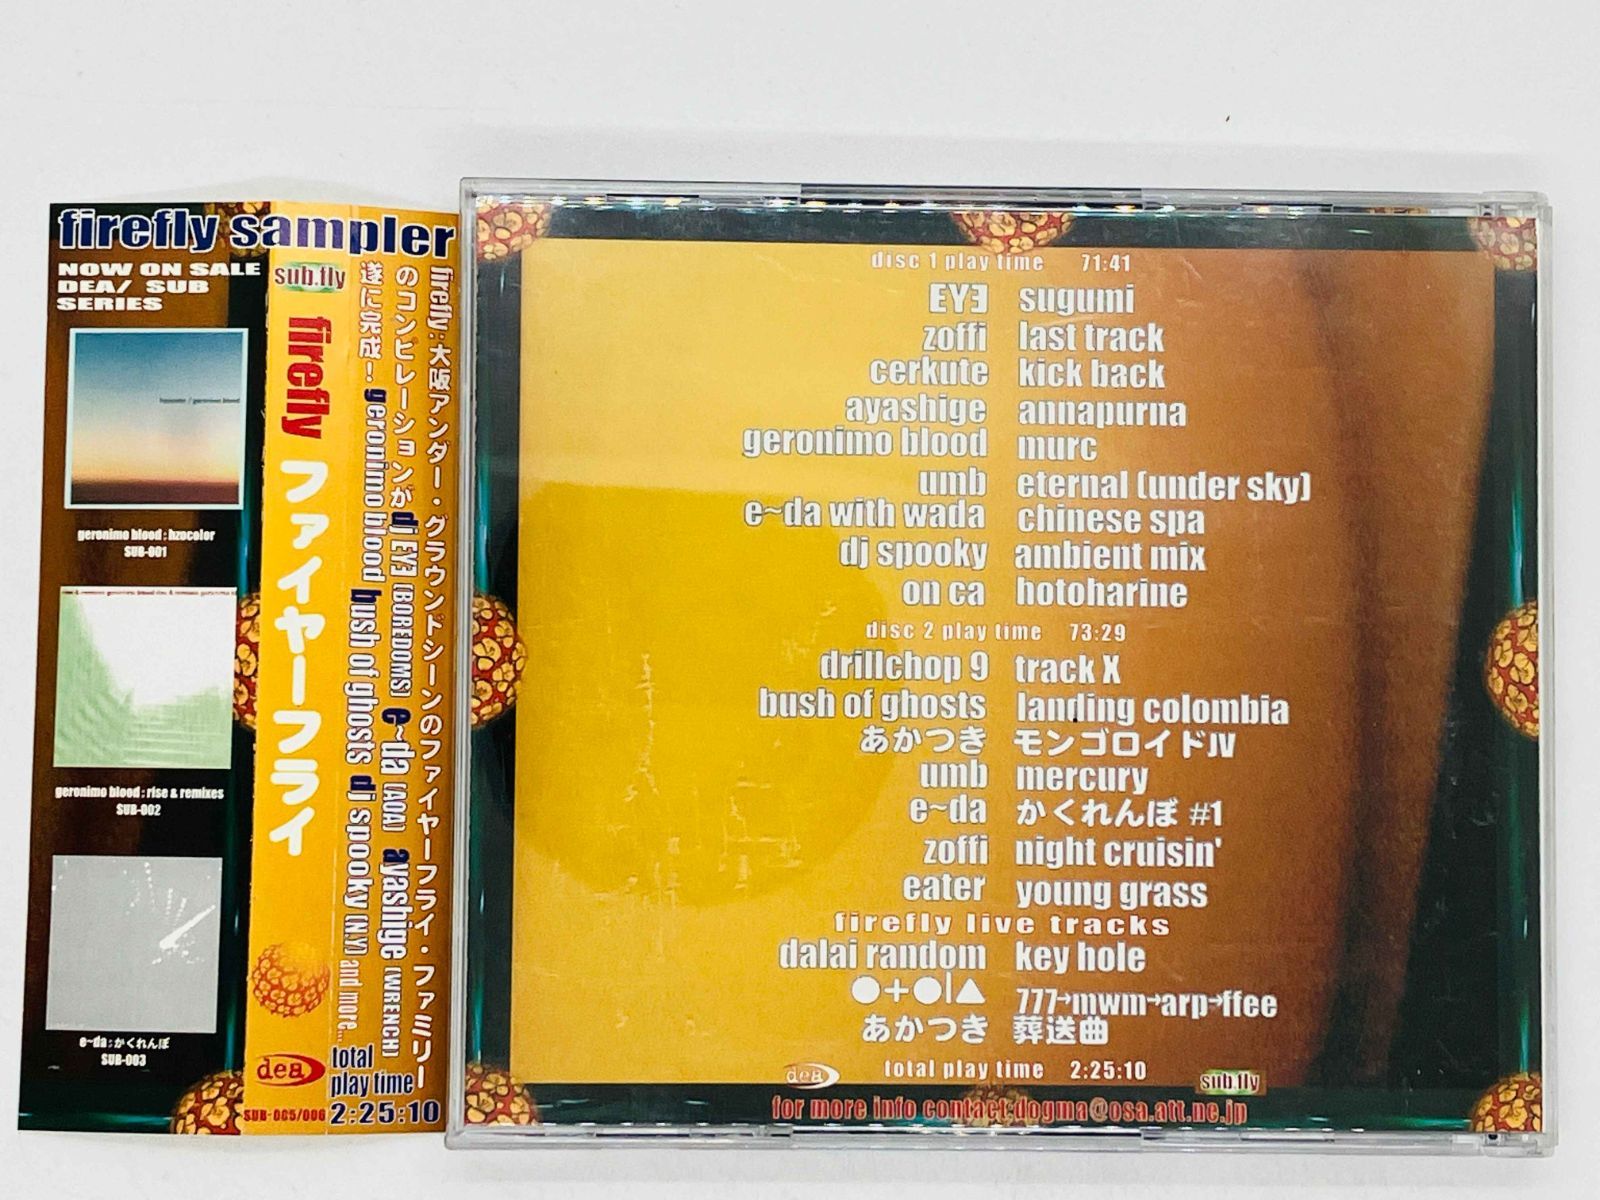 firefly sampler
NOW ON SALE
DEA/ SUB
SERIES
geronimo blood : hzocolor
SUB-001
geronimo blood : rise & remixes
SUB-002
e~da : かくれんぼ
SUB-003
sub.fly
firefly ファイヤーフライ
dea
SUB-005/006
firefly: 大阪アンダー・グラウンドシーンのファイヤーフライ・ファミリー
のコンピレーションが dj EYƎ (BOREDOMS) e~da (AOA) ayashige (WRENCH)
遂に完成! geronimo blood bush of ghosts dj spooky (N.Y) and more...
total
play time
2:25:10
disc 1 play time 71:41
EYƎ sugumi
zoffi last track
cerkute kick back
ayashige annapurna
geronimo blood murc
umb eternal (under sky)
e~da with wada chinese spa
dj spooky ambient mix
on ca hotoharine
disc 2 play time 73:29
drillchop 9 track X
bush of ghosts landing colombia
あかつき モンゴロイドIV
umb mercury
e~da かくれんぼ #1
zoffi night cruisin'
eater young grass
firefly live tracks
dalai random key hole
●+●|▲ 777→mwm→arp→ffee
あかつき 葬送曲
dea total play time 2:25:10 sub.fly
for more info contact:dogma@osa.att.ne.jp